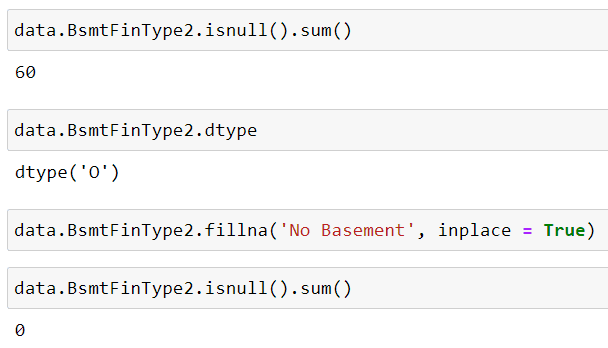 data.BsmtFinType2.isnull().sum()
60
data.BsmtFinType2.dtype
dtype('O')
data.BsmtFinType2.fillna('No Basement', inplace = True)
data.BsmtFinType2.isnull().sum()
0